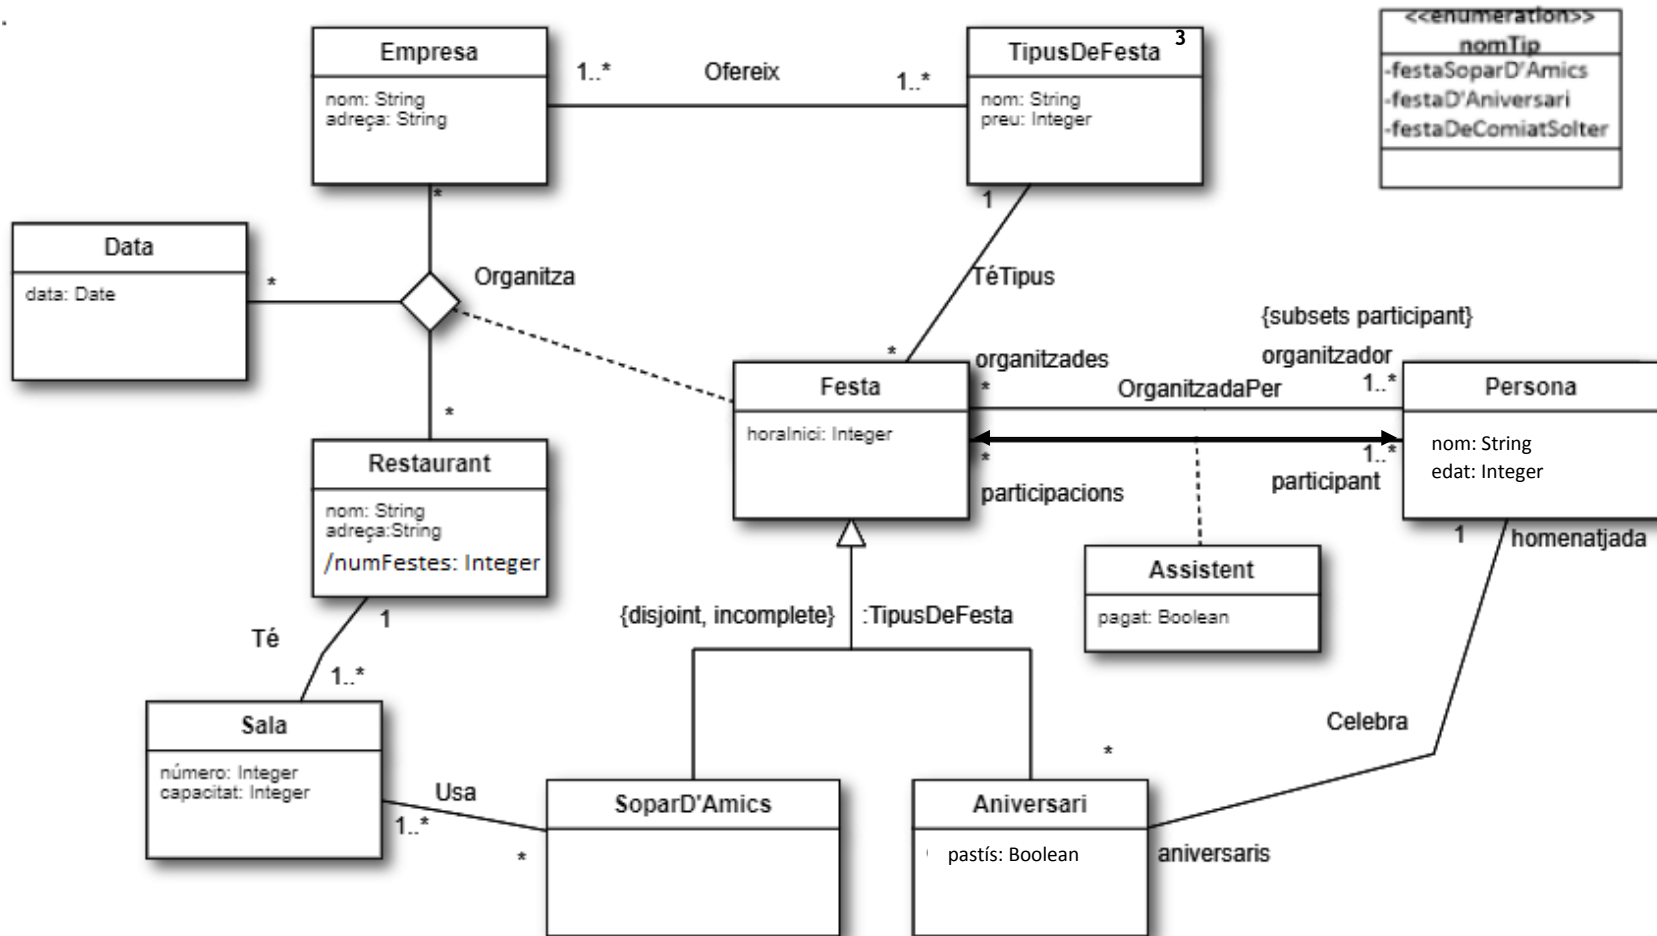 .
<<enumeration>>
nomTip
-festaSoparD'Amics
-festaD'Aniversari
-festaDeComiatSolter
Empresa
nom: String
adreça: String
1..*
Ofereix
1..*
TipusDeFesta
3
nom: String
preu: Integer
*
1
Data
data: Date
*
Organitza
TéTipus
*
*
Restaurant
nom: String
adreça:String
/numFestes: Integer
{subsets participant}
organitzades
organitzador
*
OrganitzadaPer
1..*
Festa
horaInici: Integer
Persona
nom: String
edat: Integer
*
1..*
participacions
participant
1
homenatjada
Assistent
pagat: Boolean
1
Té
1..*
{disjoint, incomplete}
:TipusDeFesta
Sala
número: Integer
capacitat: Integer
Usa
1..*
*
SoparD'Amics
*
Celebra
Aniversari
pastís: Boolean
aniversaris